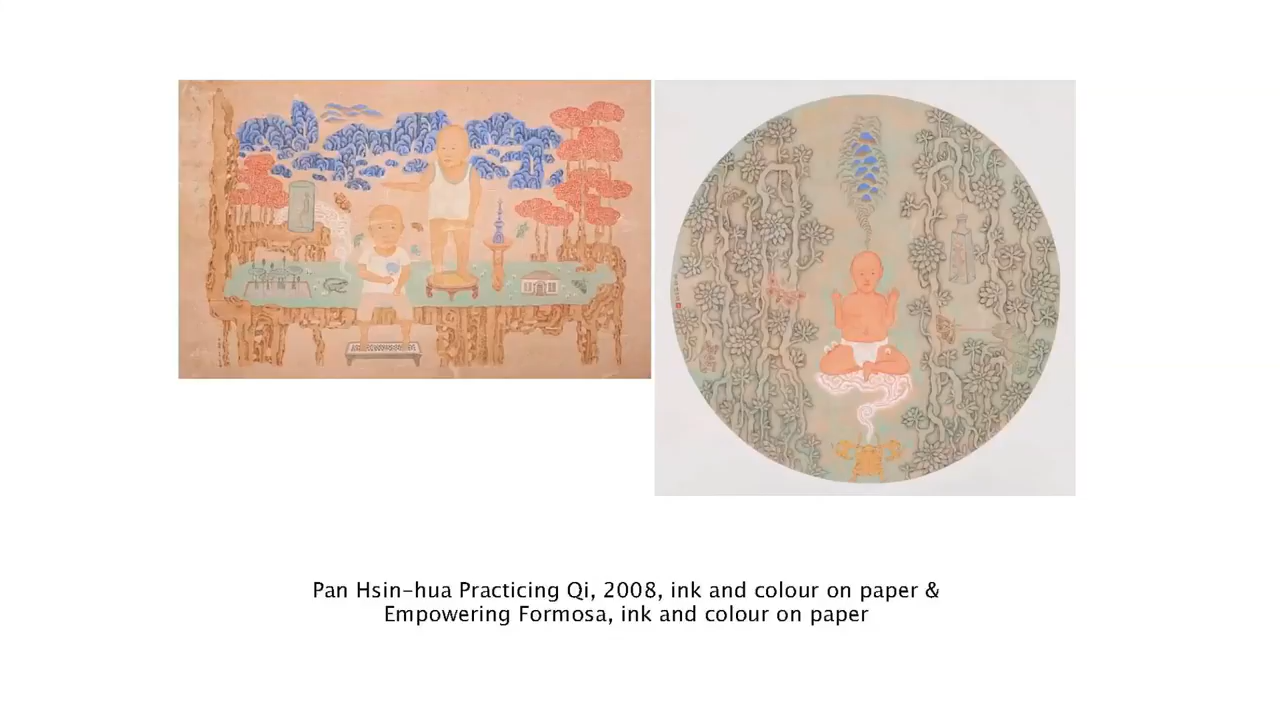 Pan Hsin-hua Practicing Qi, 2008, ink and colour on paper &
Empowering Formosa, ink and colour on paper